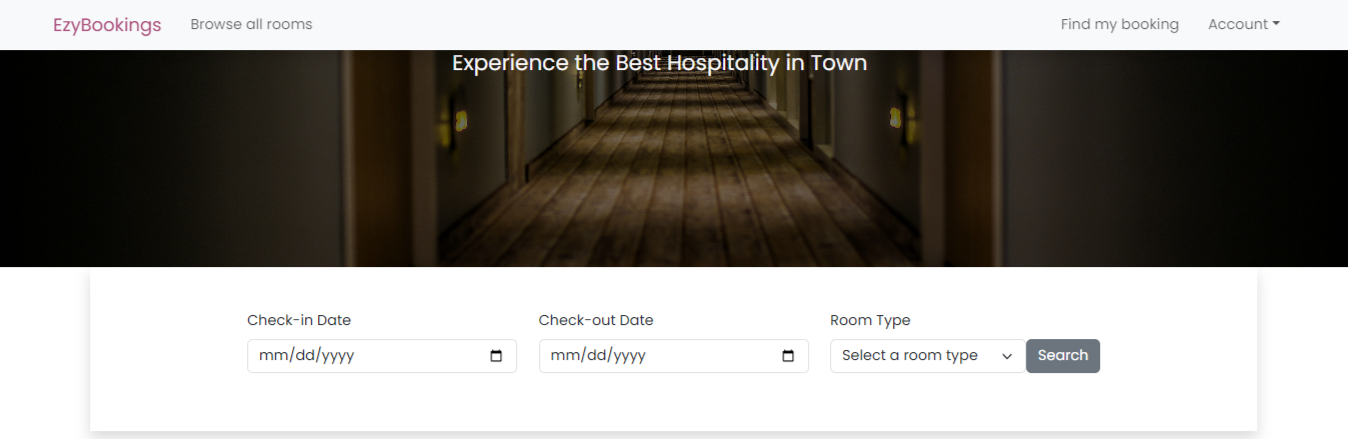 EzyBookings Browse all rooms Find my booking Account
Experience the Best Hospitality in Town
Check-in Date Check-out Date Room Type
mm/dd/yyyy mm/dd/yyyy Select a room type Search